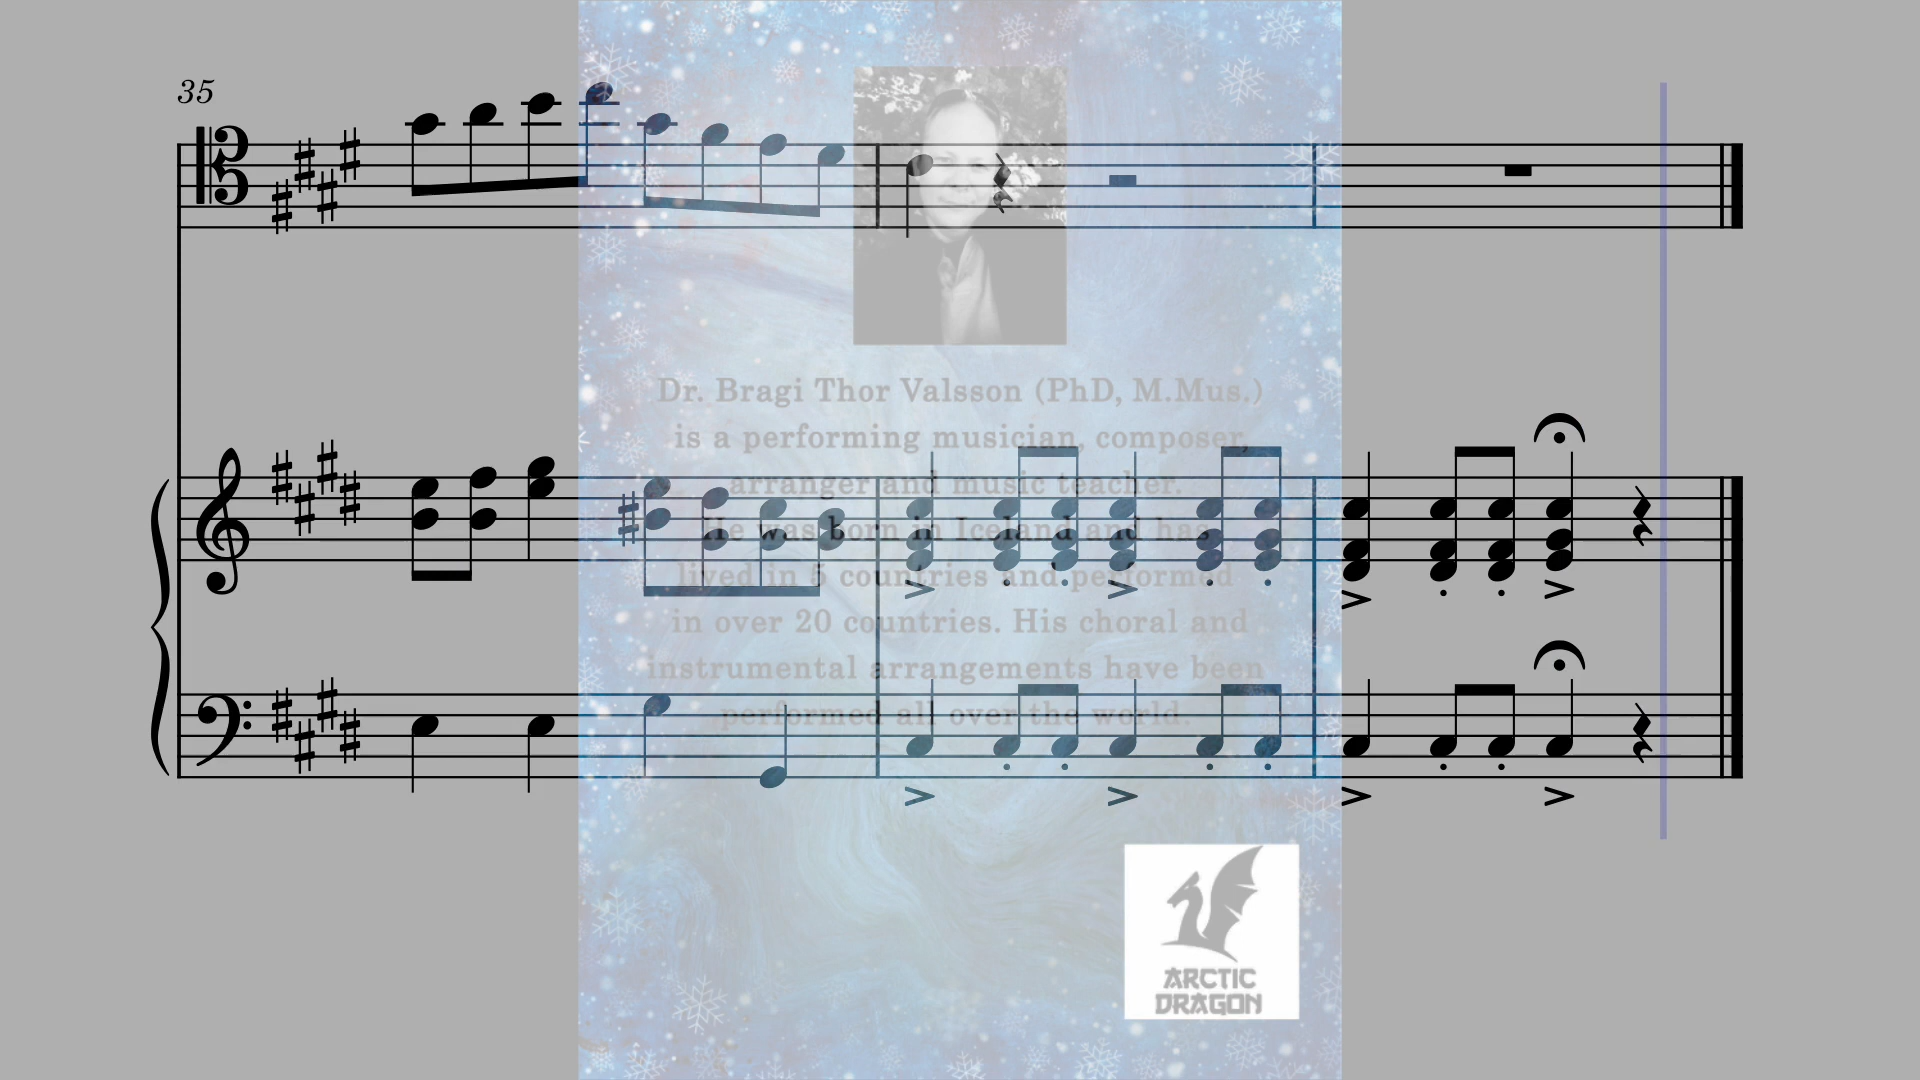 35
Dr. Bragi Thor Valsson (PhD, M.Mus.)
is a performing musician, composer,
arranger and music teacher.
He was born in Iceland and has
lived in 5 countries and performed
in over 20 countries. His choral and
instrumental arrangements have been
performed all over the world.
ARCTIC
DRAGON